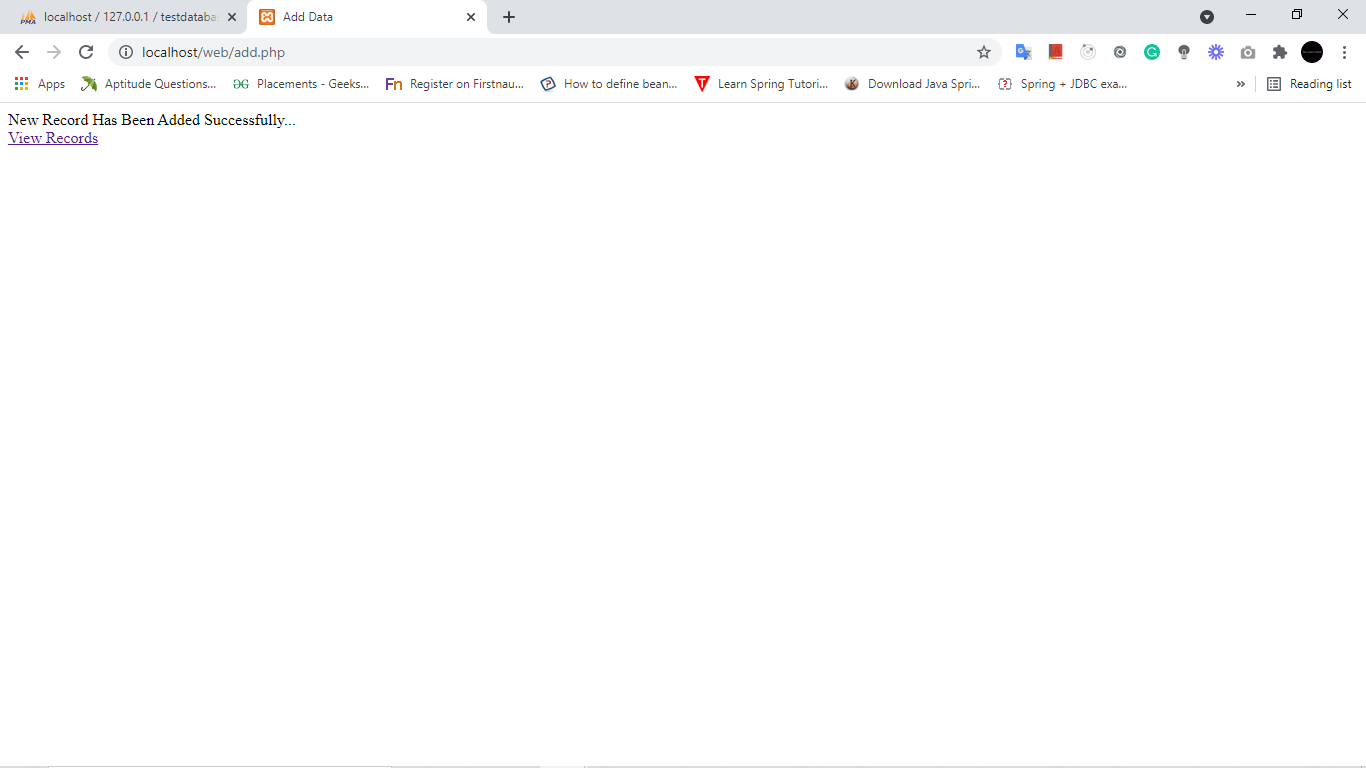 PMA localhost / 127.0.0.1 / testdataba Add Data
localhost/web/add.php
Apps Aptitude Questions... Placements - Geeks... Register on Firstnau... How to define bean... Learn Spring Tutori... Download Java Spri... Spring + JDBC exa... » Reading list
New Record Has Been Added Successfully...
View Records